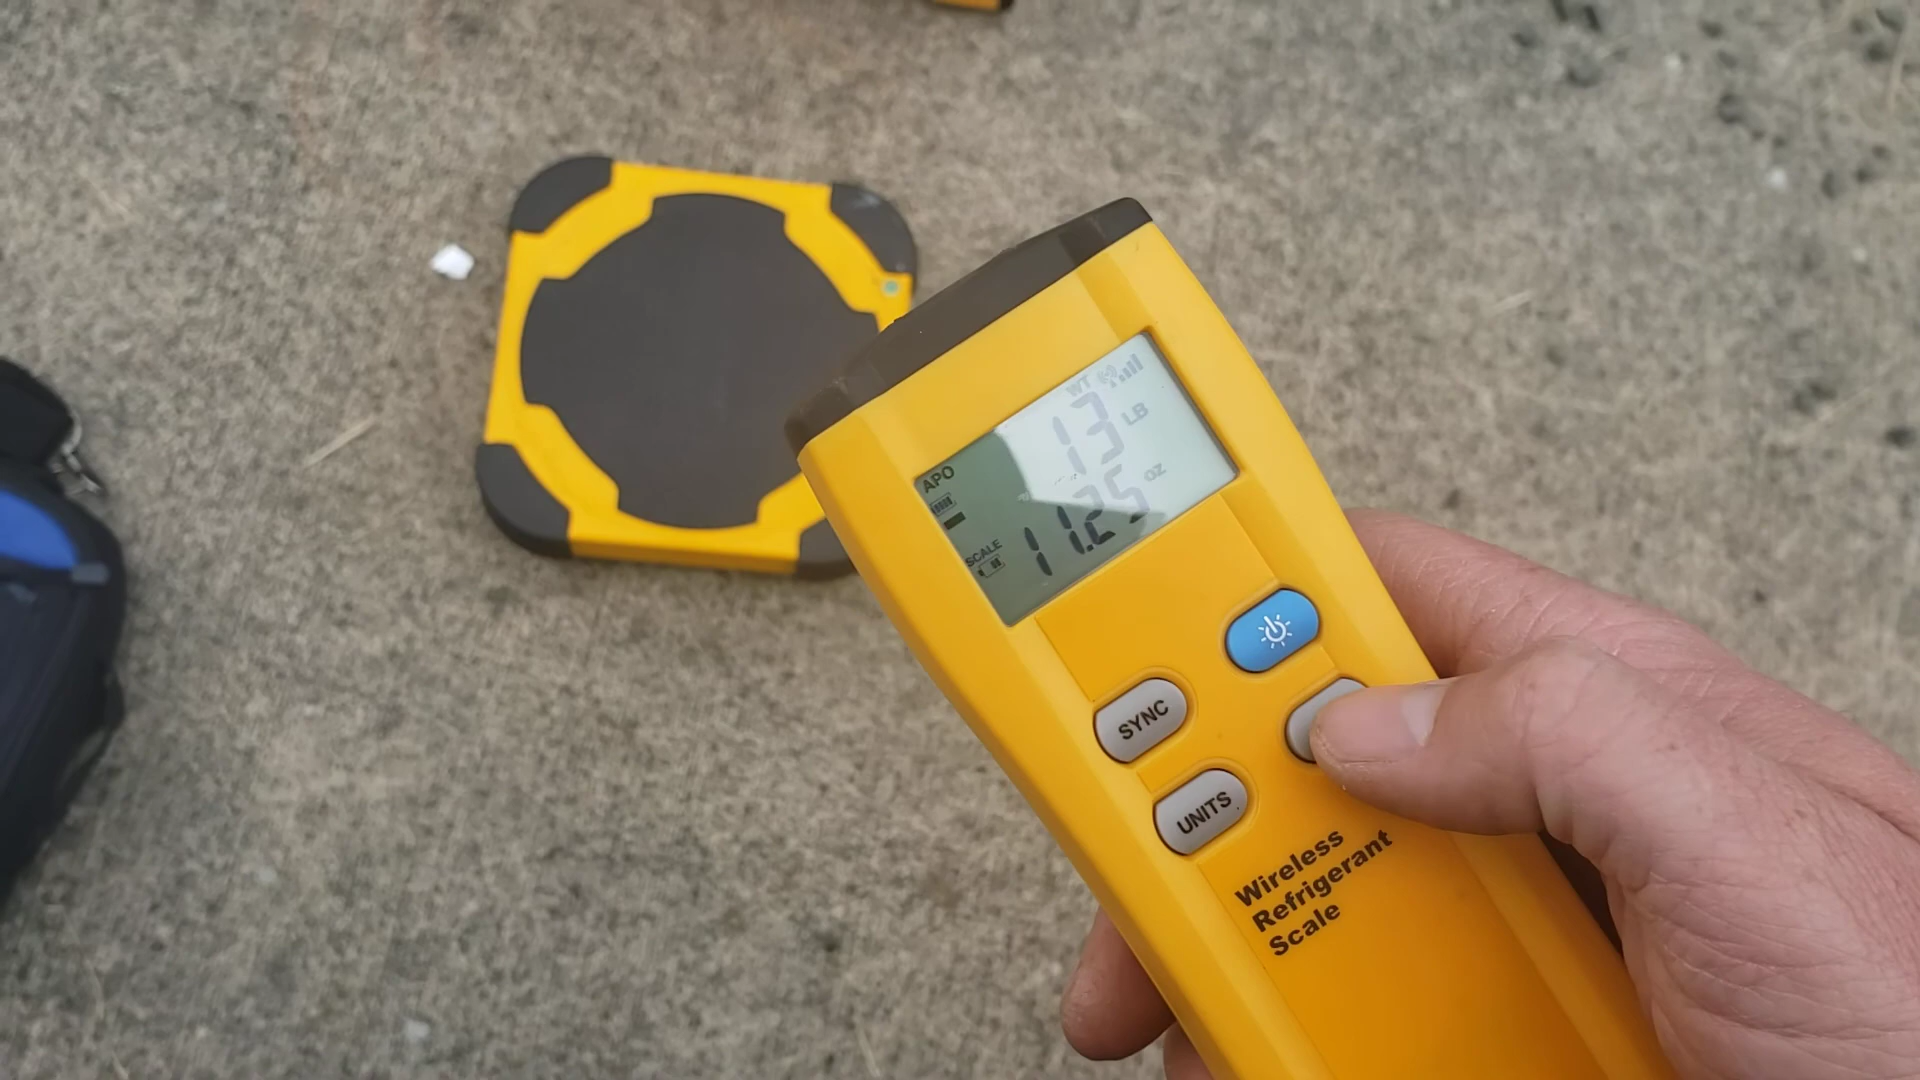 WT
13 LB
APO
11.25 OZ
SCALE
SYNC
UNITS
Wireless
Refrigerant
Scale